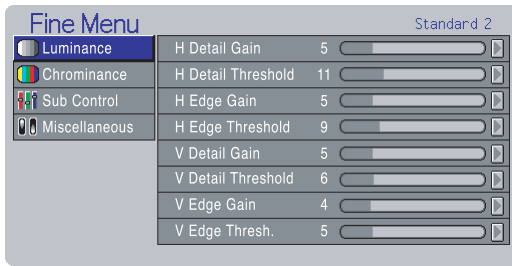 Fine Menu
Standard 2
Luminance
Chrominance
Sub Control
Miscellaneous
H Detail Gain 5
H Detail Threshold 11
H Edge Gain 5
H Edge Threshold 9
V Detail Gain 5
V Detail Threshold 6
V Edge Gain 4
V Edge Thresh. 5